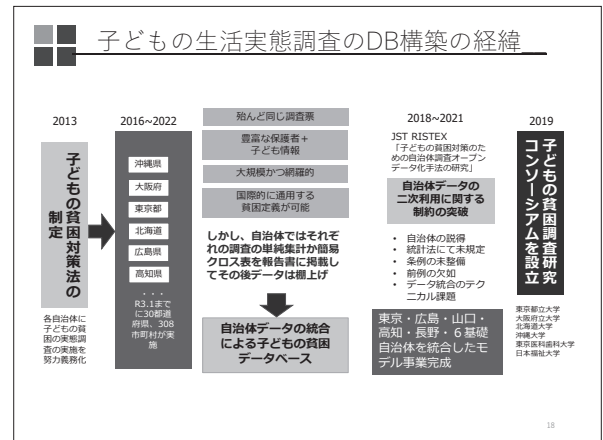 子どもの生活実態調査のDB構築の経緯
2013
子どもの貧困対策法の
制定
各自治体に
子どもの貧
困の実態調
査の実施を
努力義務化
2016~2022
沖縄県
大阪府
東京都
北海道
広島県
高知県
・・・
R3.1まで
に30都道
府県、308
市町村が実
施
殆んど同じ調査票
豊富な保護者+
子ども情報
大規模かつ網羅的
国際的に通用する
貧困定義が可能
しかし、自治体ではそれぞ
れの調査の単純集計か簡易
クロス表を報告書に掲載し
てその後データは棚上げ
自治体データの統合
による子どもの貧困
データベース
2018~2021
JST RISTEX
「子どもの貧困対策のた
めの自治体調査オープン
データ化手法の研究」
自治体データの
二次利用に関する
制約の突破
• 自治体の説得
• 統計法にて未規定
• 条例の未整備
• 前例の欠如
• データ統合のテク
ニカル課題
東京・広島・山口・
高知・長野・６基礎
自治体を統合したモ
デル事業完成
2019
子どもの貧困調査研究
コンソーシアムを設立
東京都立大学
大阪府立大学
北海道大学
沖縄大学
東京医科歯科大学
日本福祉大学
18